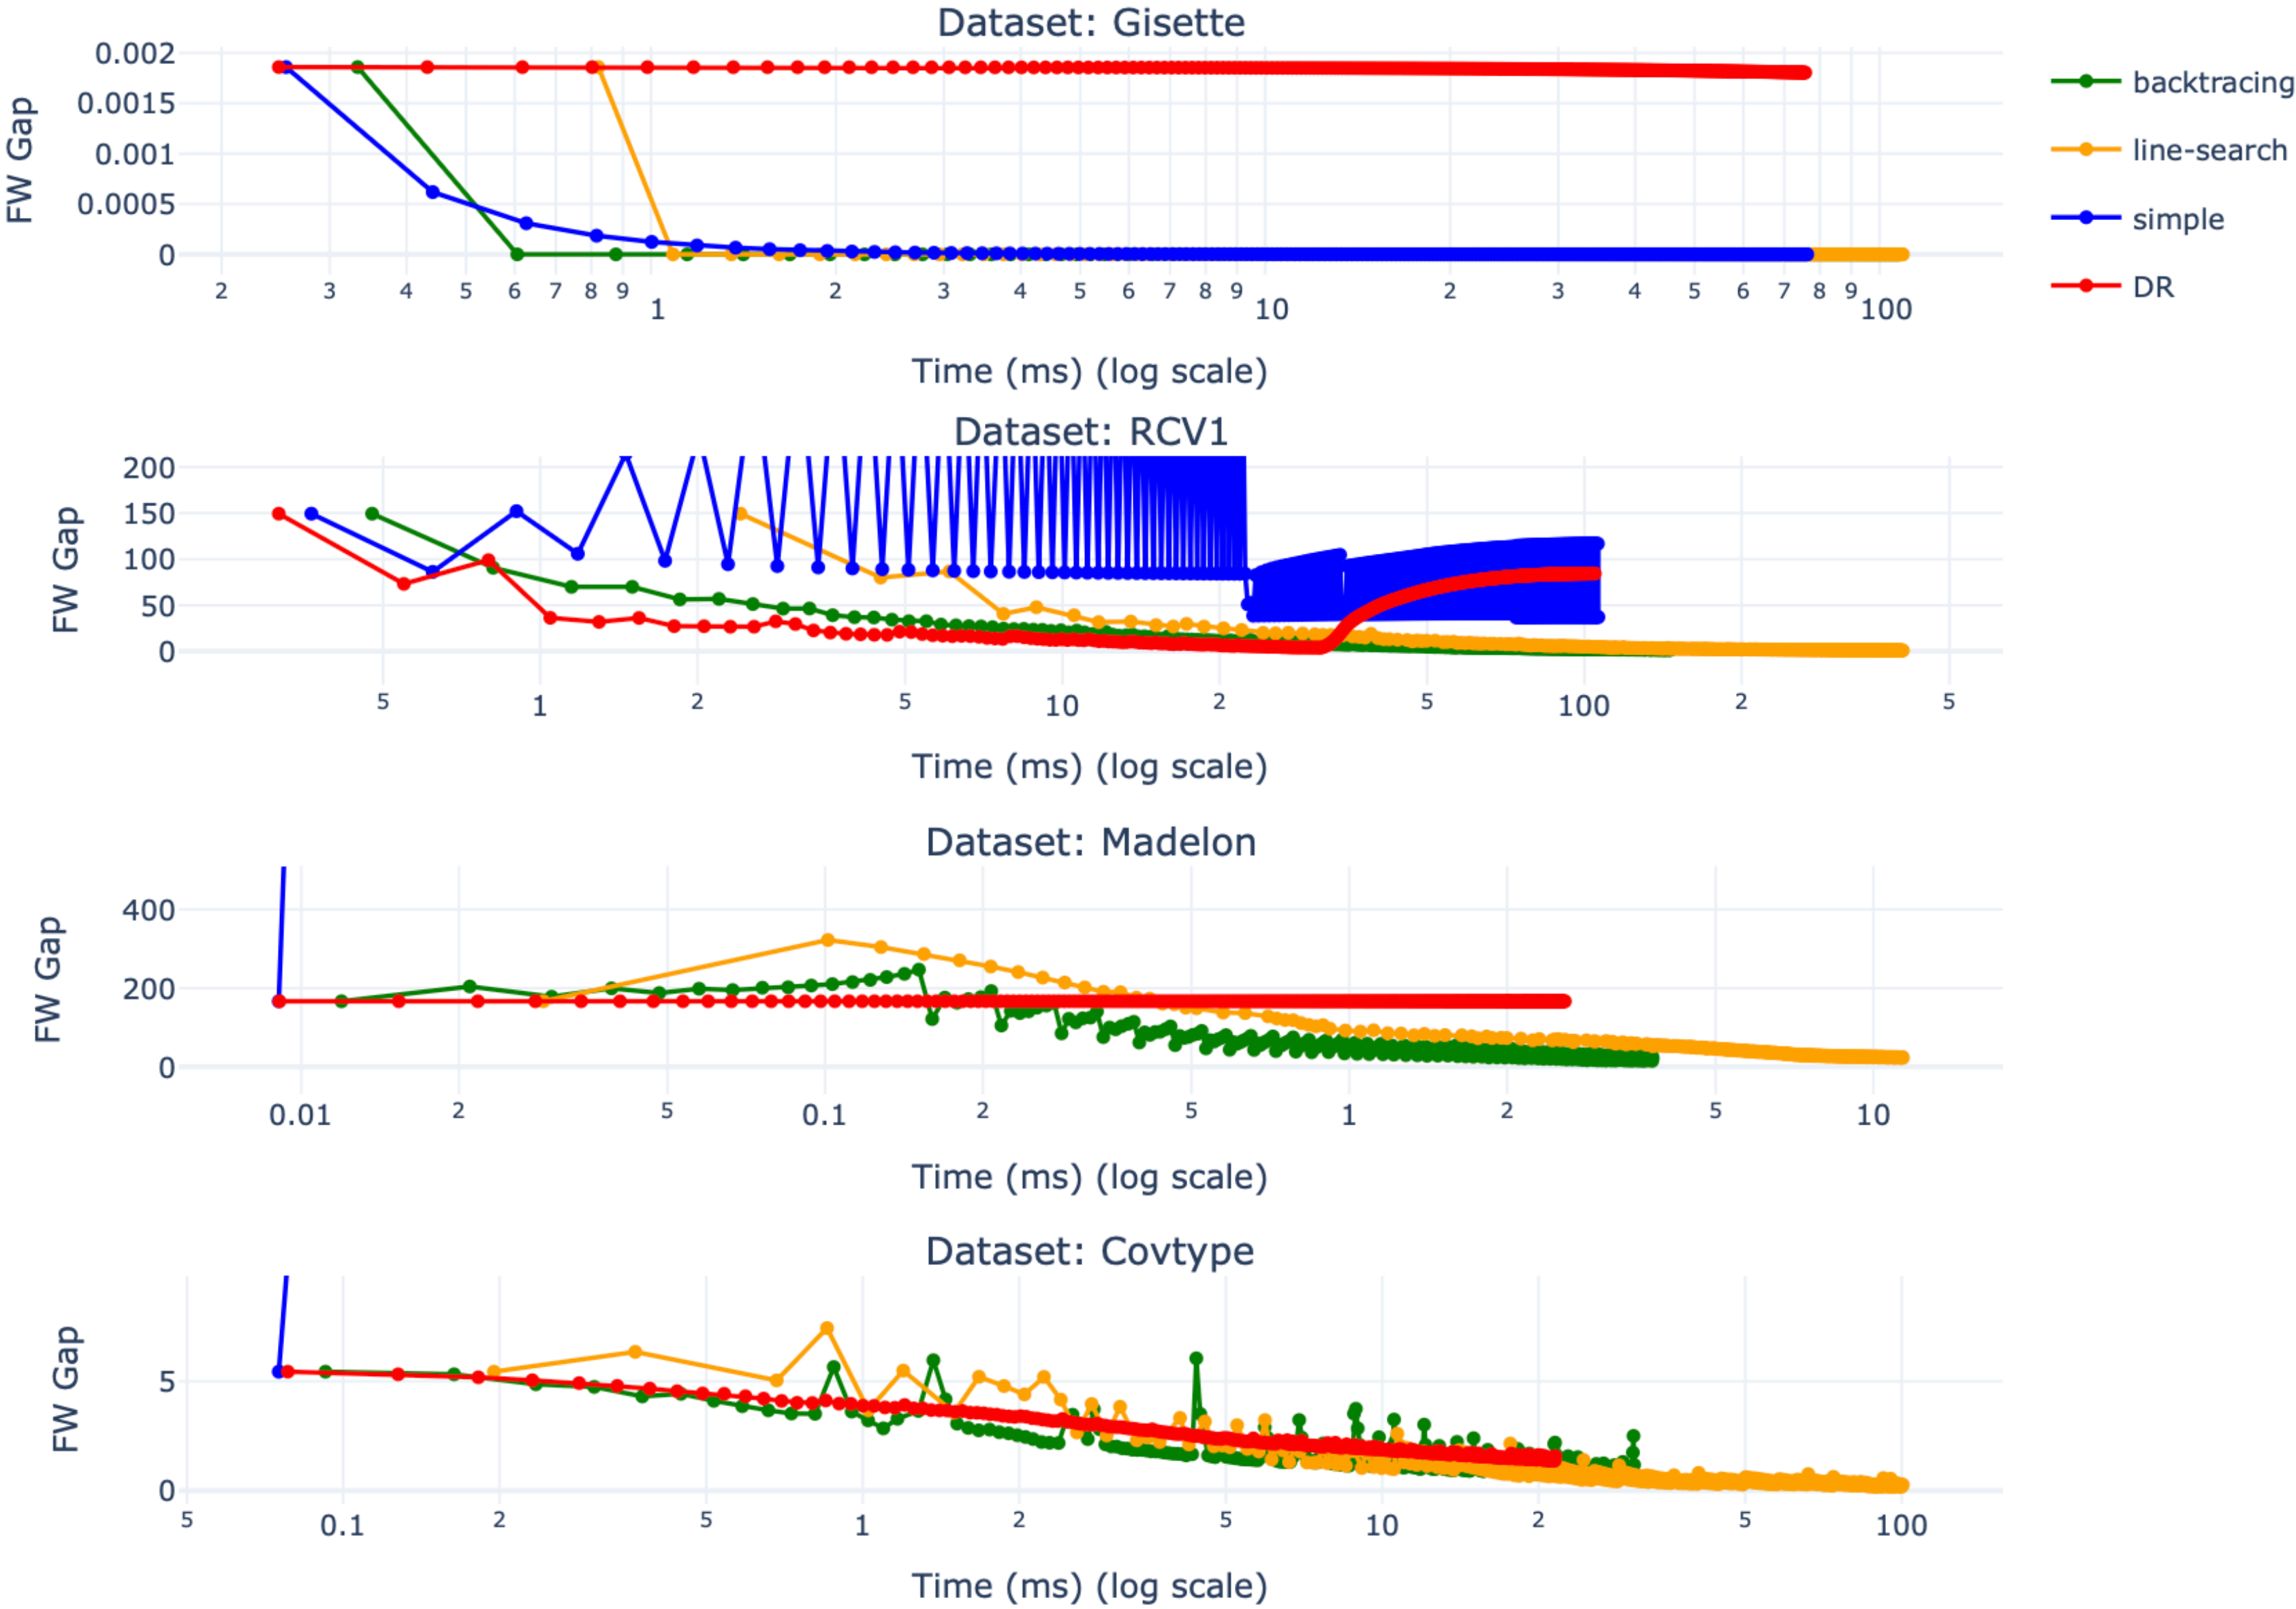 Dataset: Gisette
FW Gap
0.002
0.0015
0.001
0.0005
0
2 3 4 5 6 7 8 9 1 2 3 4 5 6 7 8 9 10 2 3 4 5 6 7 8 9 100
Time (ms) (log scale)
backtracing
line-search
simple
DR
Dataset: RCV1
FW Gap
200
150
100
50
0
5 1 2 5 10 2 5 100 2 5
Time (ms) (log scale)
Dataset: Madelon
FW Gap
400
200
0
0.01 2 5 0.1 2 5 1 2 5 10
Time (ms) (log scale)
Dataset: Covtype
FW Gap
5
0
5 0.1 2 5 1 2 5 10 2 5 100
Time (ms) (log scale)